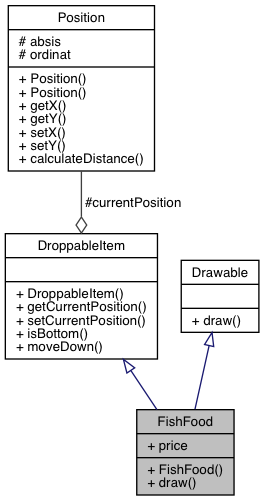 Position
# absis
# ordinat
+ Position()
+ Position()
+ getX()
+ getY()
+ setX()
+ setY()
+ calculateDistance()
#currentPosition
DroppableItem
+ DroppableItem()
+ getCurrentPosition()
+ setCurrentPosition()
+ isBottom()
+ moveDown()
Drawable
+ draw()
FishFood
+ price
+ FishFood()
+ draw()